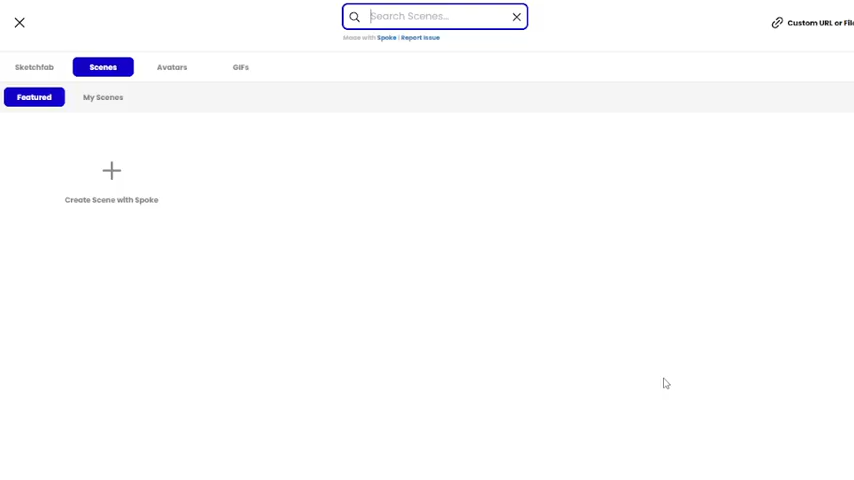 Search Scenes...
Custom URL or File
Made with Spoke | Report Issue
Sketchfab Scenes Avatars GIFs
Featured My Scenes
Create Scene with Spoke